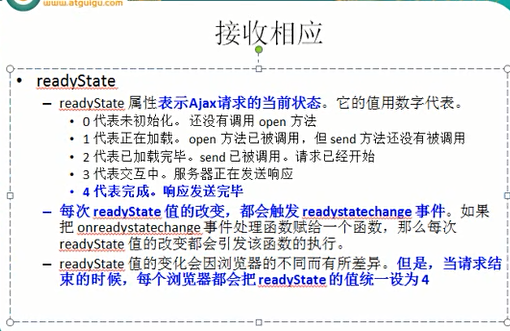 www.atguigu.com
接收相应
• readyState
– readyState 属性表示Ajax请求的当前状态。它的值用数字代表。
• 0 代表未初始化。 还没有调用 open 方法
• 1 代表正在加载。 open 方法已被调用，但 send 方法还没有被调用
• 2 代表已加载完毕。send 已被调用。请求已经开始
• 3 代表交互中。服务器正在发送响应
• 4 代表完成。响应发送完毕
– 每次 readyState 值的改变，都会触发 readystatechange 事件。如果
把 onreadystatechange 事件处理函数赋给一个函数，那么每次
readyState 值的改变都会引发该函数的执行。
– readyState 值的变化会因浏览器的不同而有所差异。但是，当请求结
束的时候，每个浏览器都会把 readyState 的值统一设为 4